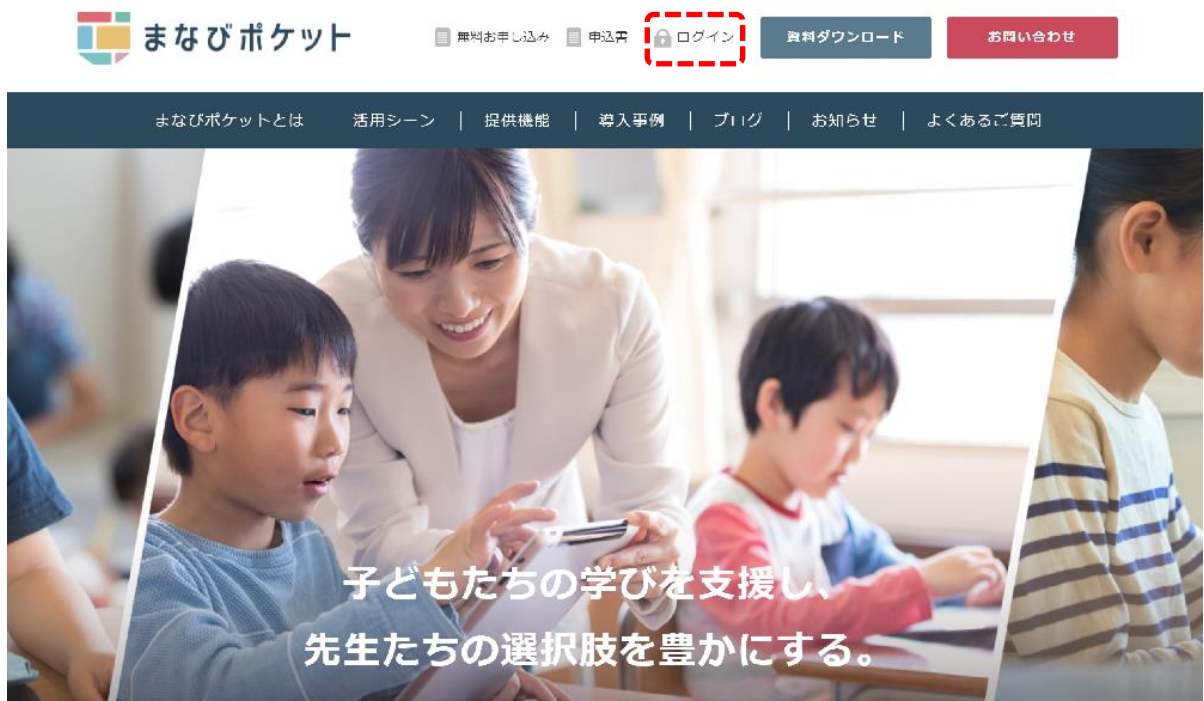 まなびポケット
無料お申し込み 申込書 ログイン 資料ダウンロード お問い合わせ
まなびポケットとは 活用シーン 提供機能 導入事例 ブログ お知らせ よくあるご質問
子どもたちの学びを支援し、
先生たちの選択肢を豊かにする。